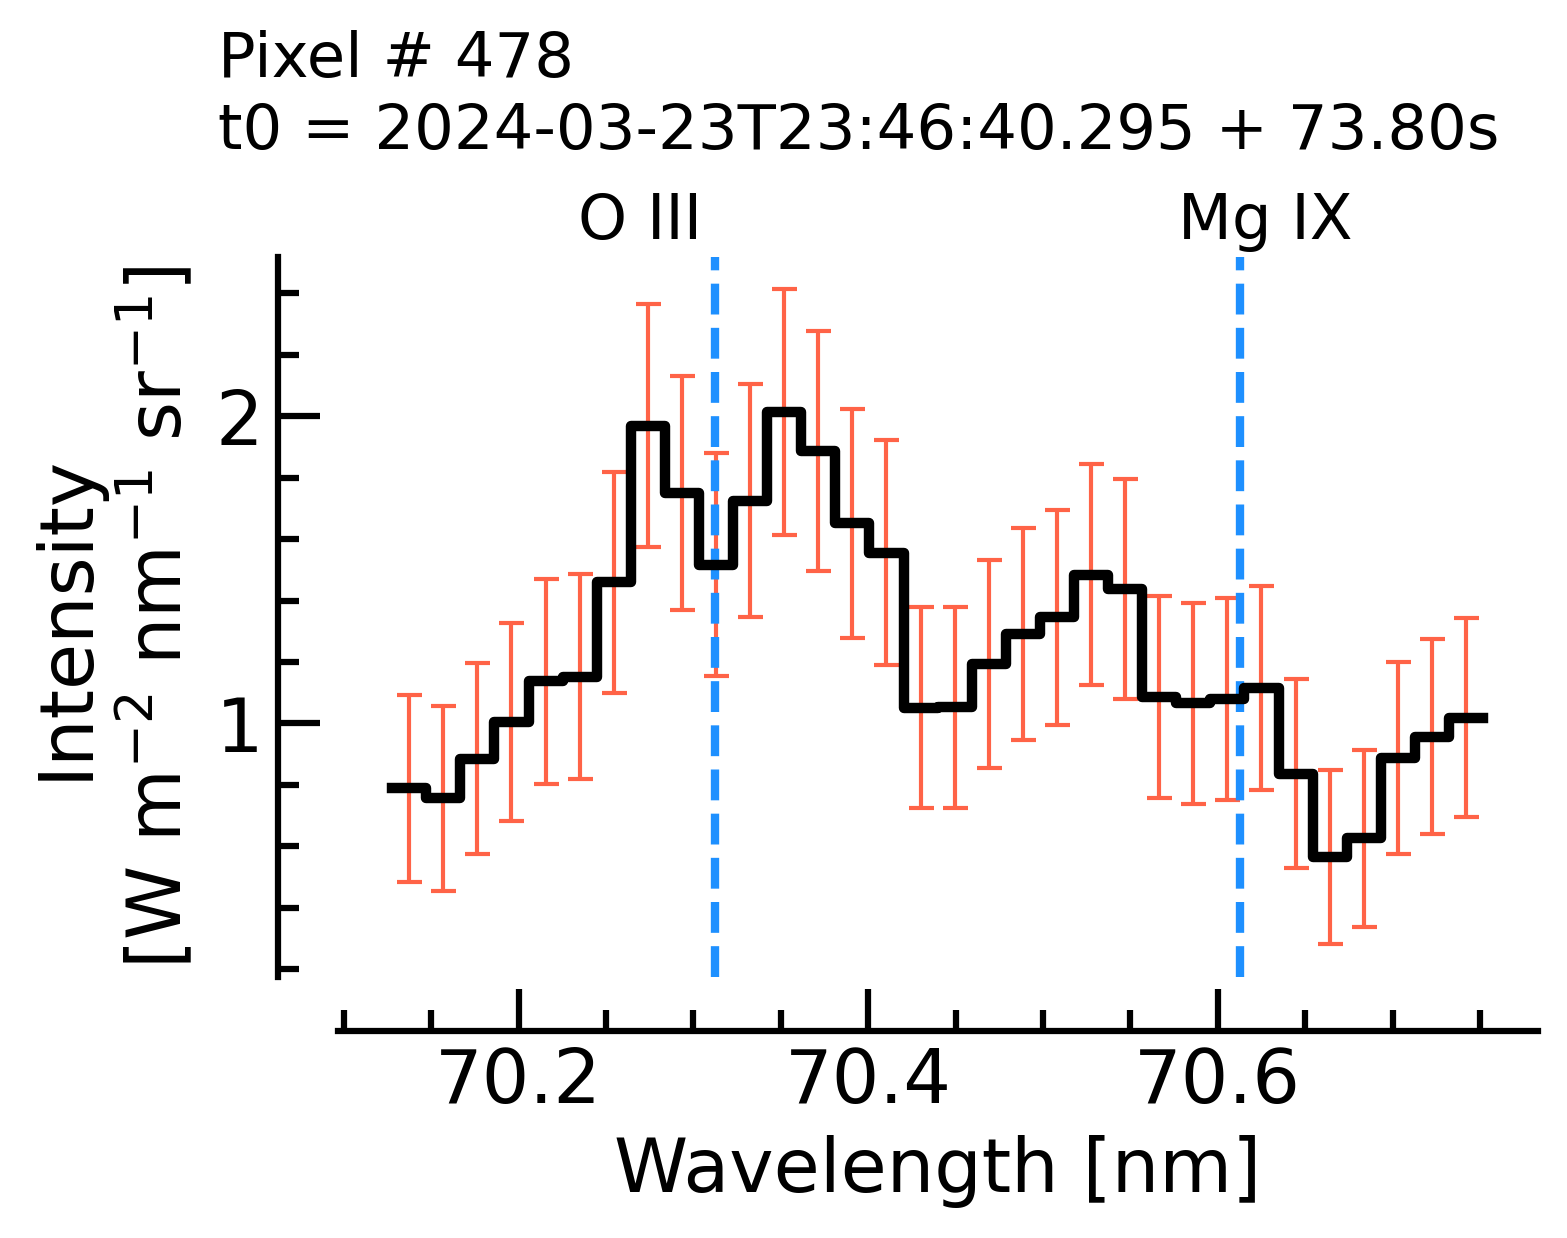 Pixel # 478
t0 = 2024-03-23T23:46:40.295 + 73.80s
O III
Mg IX
Intensity
[W m⁻² nm⁻¹ sr⁻¹]
2
1
70.2
70.4
70.6
Wavelength [nm]